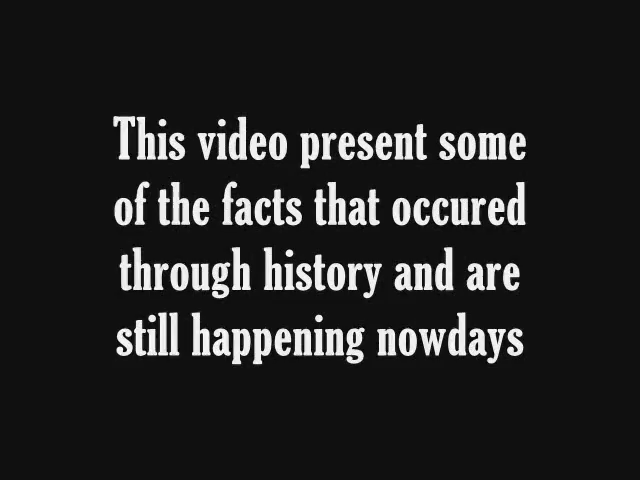 This video present some
of the facts that occured
through history and are
still happening nowdays